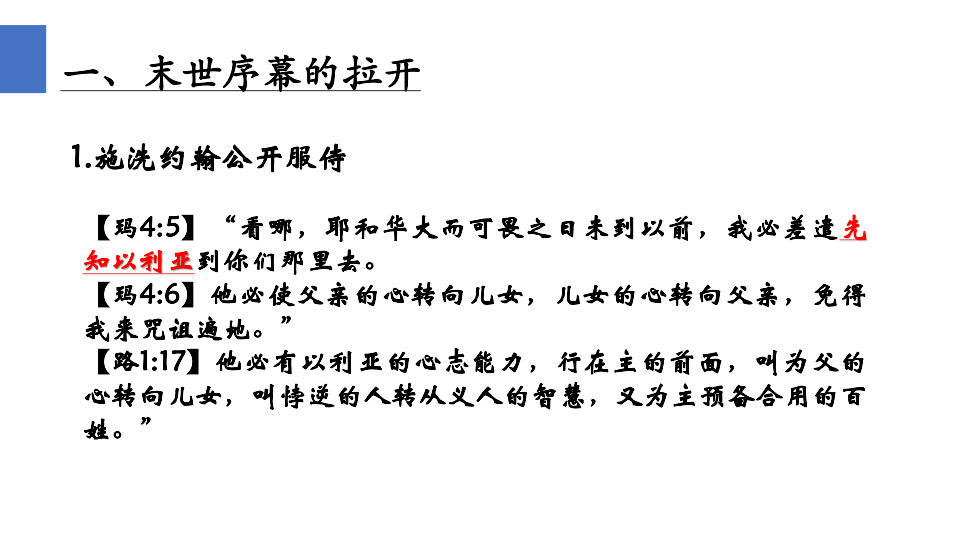 一、末世序幕的拉开
1.施洗约翰公开服侍
【玛4:5】“看哪，耶和华大而可畏之日未到以前，我必差遣先
知以利亚到你们那里去。
【玛4:6】他必使父亲的心转向儿女，儿女的心转向父亲，免得
我来咒诅遍地。”
【路1:17】他必有以利亚的心志能力，行在主的前面，叫为父的
心转向儿女，叫悖逆的人转从义人的智慧，又为主预备合用的百
姓。”